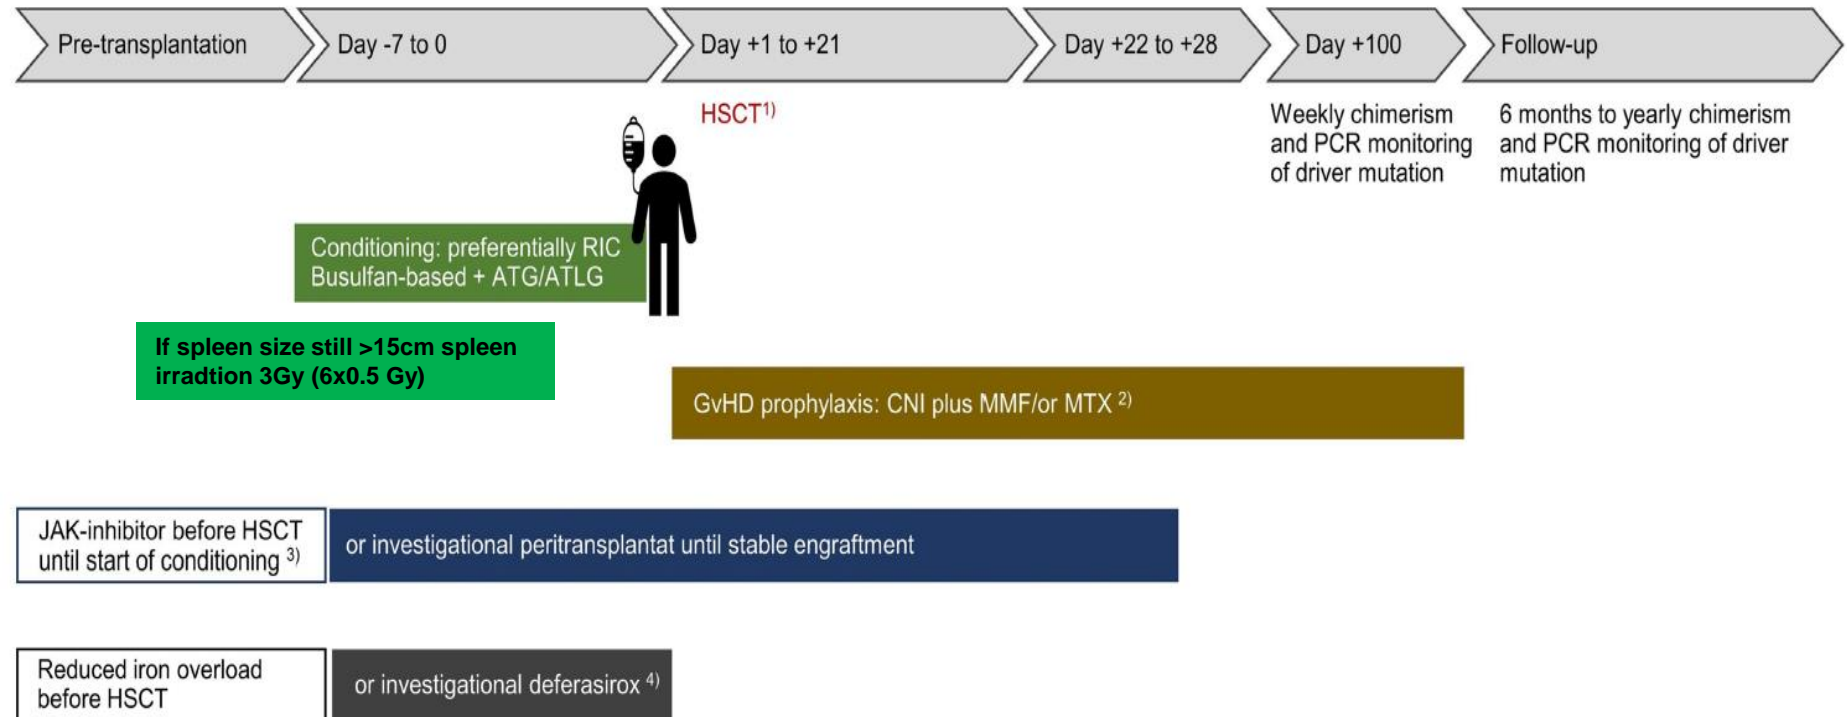 Pre-transplantation
Day -7 to 0
Day +1 to +21
Day +22 to +28
Day +100
Follow-up
HSCT1)
Weekly chimerism
and PCR monitoring
of driver mutation
6 months to yearly chimerism
and PCR monitoring of driver
mutation
Conditioning: preferentially RIC
Busulfan-based + ATG/ATLG
If spleen size still >15cm spleen
irradtion 3Gy (6x0.5 Gy)
GvHD prophylaxis: CNI plus MMF/or MTX 2)
JAK-inhibitor before HSCT
until start of conditioning 3)
or investigational peritransplantat until stable engraftment
Reduced iron overload
before HSCT
or investigational deferasirox 4)